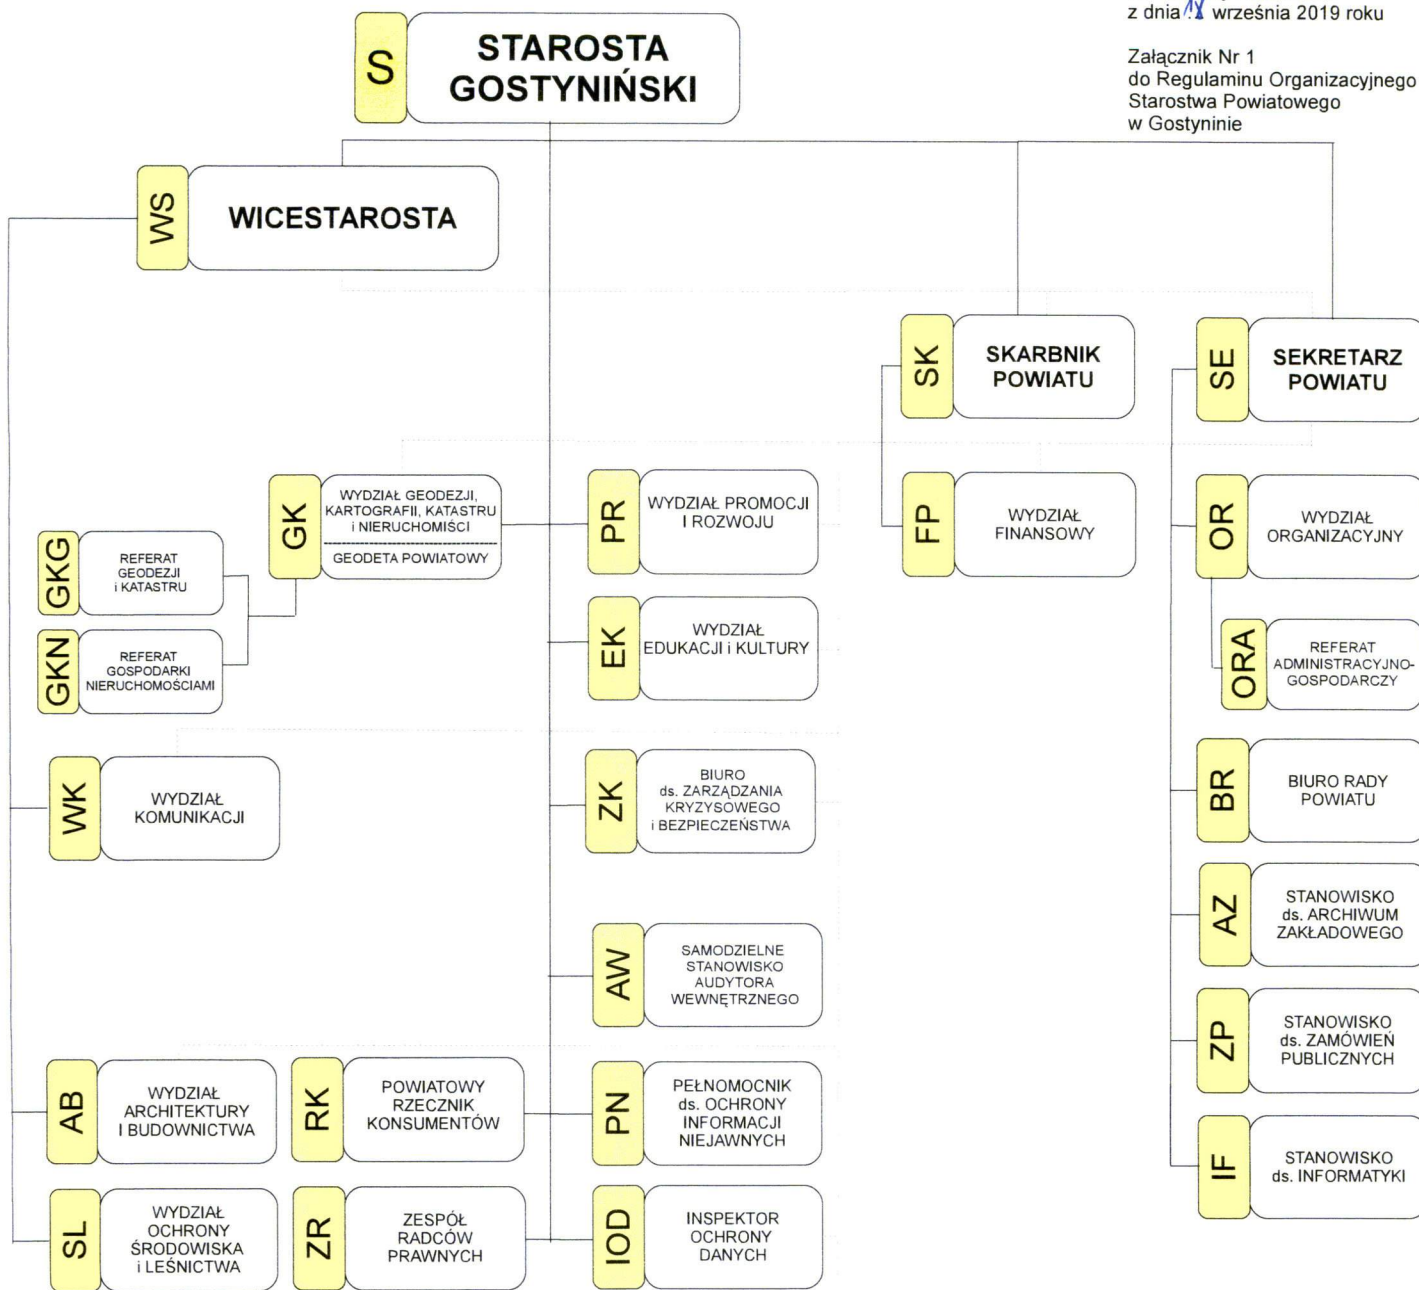 z dnia 18 września 2019 roku
Załącznik Nr 1
do Regulaminu Organizacyjnego
Starostwa Powiatowego
w Gostyninie
S
STAROSTA
GOSTYNIŃSKI
WS
WICESTAROSTA
SK
SKARBNIK
POWIATU
SE
SEKRETARZ
POWIATU
GK
WYDZIAŁ GEODEZJI,
KARTOGRAFII, KATASTRU
i NIERUCHOMIŚCI
GEODETA POWIATOWY
PR
WYDZIAŁ PROMOCJI
I ROZWOJU
FP
WYDZIAŁ
FINANSOWY
OR
WYDZIAŁ
ORGANIZACYJNY
GKG
REFERAT
GEODEZJI
i KATASTRU
GKN
REFERAT
GOSPODARKI
NIERUCHOMOŚCIAMI
EK
WYDZIAŁ
EDUKACJI i KULTURY
ORA
REFERAT
ADMINISTRACYJNO-
GOSPODARCZY
WK
WYDZIAŁ
KOMUNIKACJI
ZK
BIURO
ds. ZARZĄDZANIA
KRYZYSOWEGO
i BEZPIECZEŃSTWA
BR
BIURO RADY
POWIATU
AZ
STANOWISKO
ds. ARCHIWUM
ZAKŁADOWEGO
AW
SAMODZIELNE
STANOWISKO
AUDYTORA
WEWNĘTRZNEGO
ZP
STANOWISKO
ds. ZAMÓWIEŃ
PUBLICZNYCH
AB
WYDZIAŁ
ARCHITEKTURY
I BUDOWNICTWA
RK
POWIATOWY
RZECZNIK
KONSUMENTÓW
PN
PEŁNOMOCNIK
ds. OCHRONY
INFORMACJI
NIEJAWNYCH
IF
STANOWISKO
ds. INFORMATYKI
SL
WYDZIAŁ
OCHRONY
ŚRODOWISKA
i LEŚNICTWA
ZR
ZESPÓŁ
RADCÓW
PRAWNYCH
IOD
INSPEKTOR
OCHRONY
DANYCH